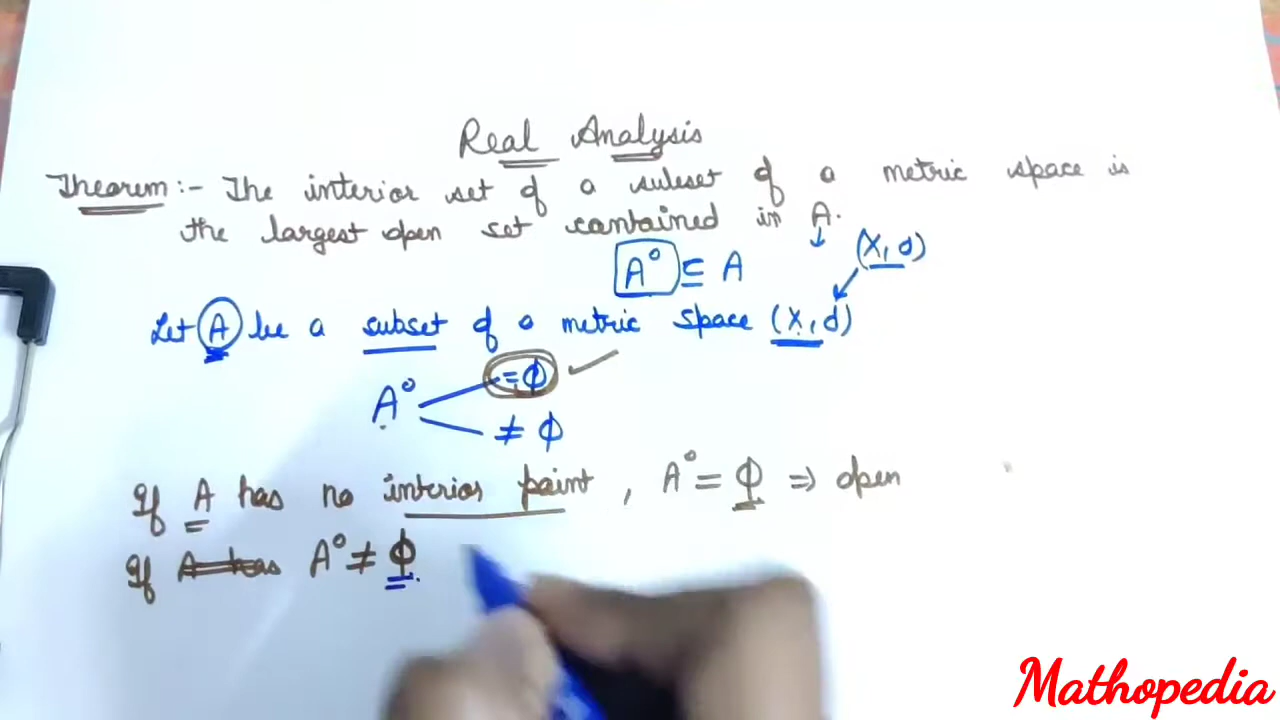 Real Analysis
Theorem:- The interior set of a subset of a metric space is
the largest open set contained in A.
(X, d)
A° ⊆ A
Let A be a subset of a metric space (X, d)
= ϕ
A°
≠ ϕ
If A has no interior point, A° = ϕ ⇒ open
If A has A° ≠ ϕ.
Mathopedia